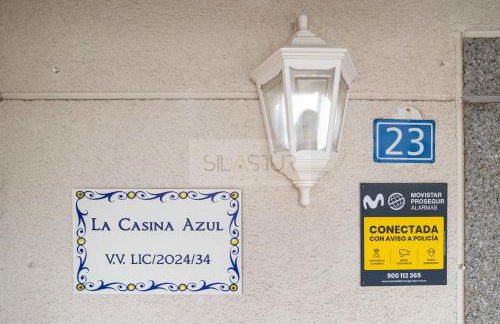 SILASTUR
23
La Casina Azul
V.V. LIC/2024/34
MOVISTAR
PROSEGUR
ALARMAS
CONECTADA
CON AVISO A POLICÍA
900 112 365